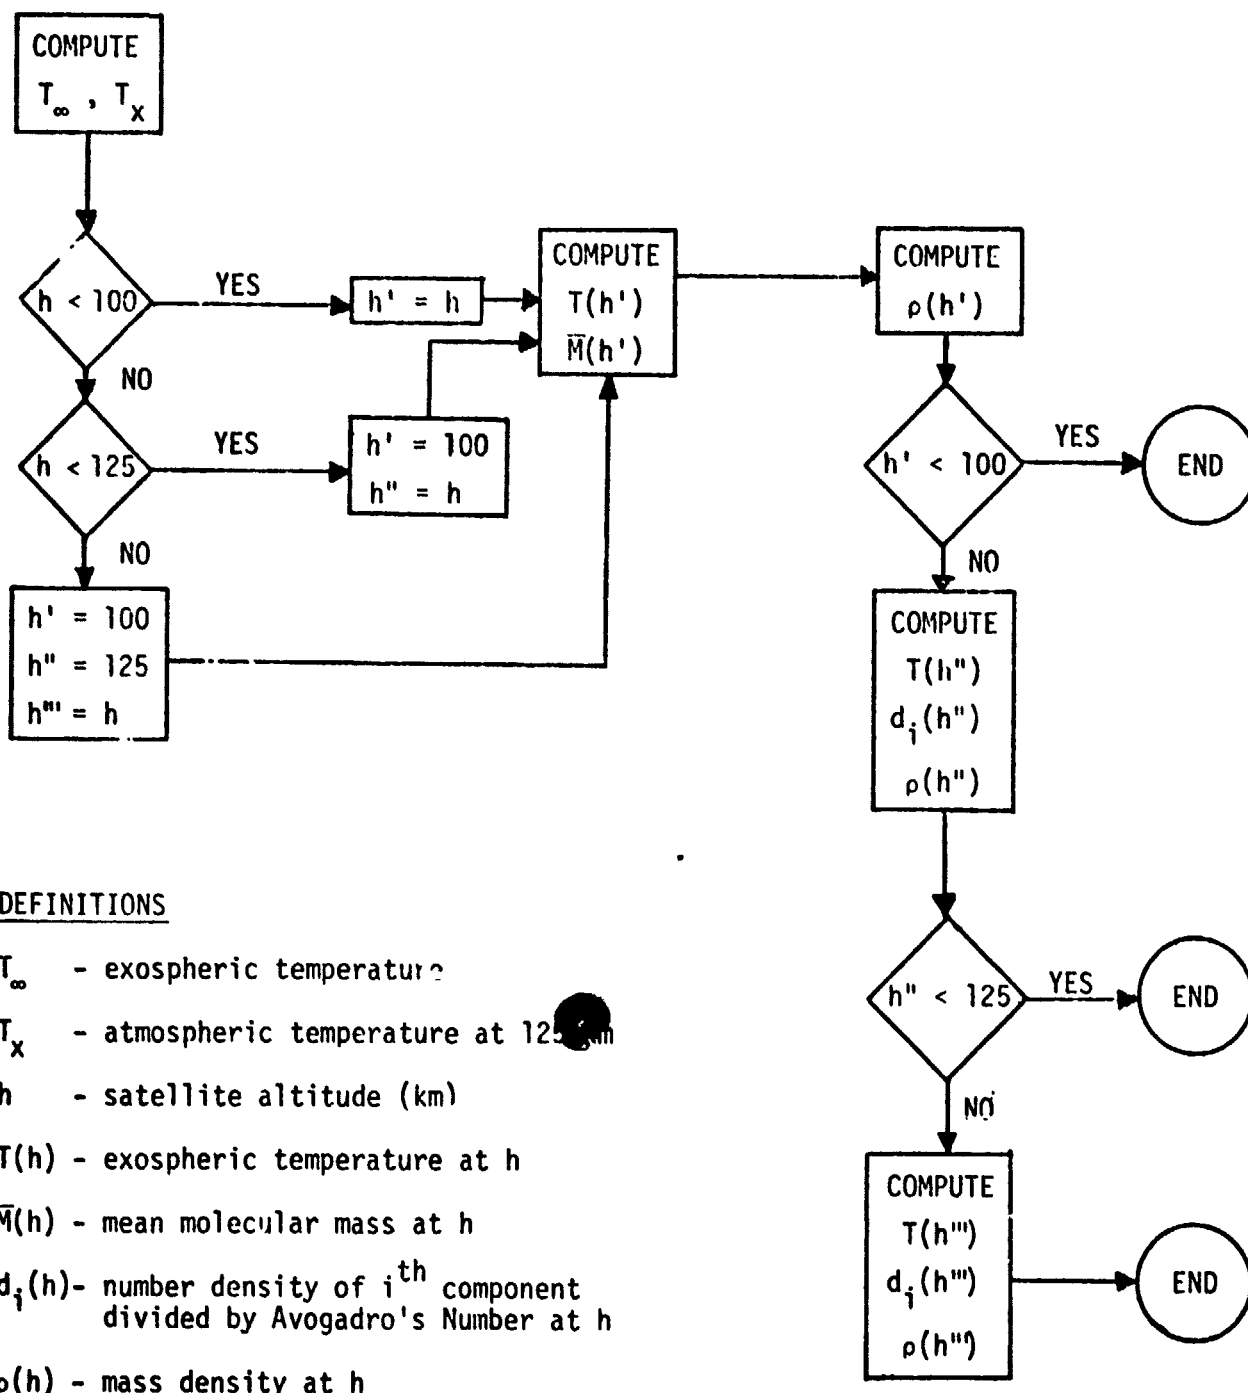 COMPUTE
T∞ , Tx
h < 100
YES
NO
h' = h
COMPUTE
T(h')
M̅(h')
COMPUTE
ρ(h')
h < 125
YES
NO
h' = 100
h" = h
h' < 100
YES
END
NO
h' = 100
h" = 125
h"' = h
COMPUTE
T(h")
di(h")
ρ(h")
h" < 125
YES
END
NO
COMPUTE
T(h"')
di(h"')
ρ(h"')
END
DEFINITIONS
T∞ - exospheric temperature
Tx - atmospheric temperature at 125 km
h - satellite altitude (km)
T(h) - exospheric temperature at h
M̅(h) - mean molecular mass at h
di(h)- number density of ith component
divided by Avogadro's Number at h
ρ(h) - mass density at h